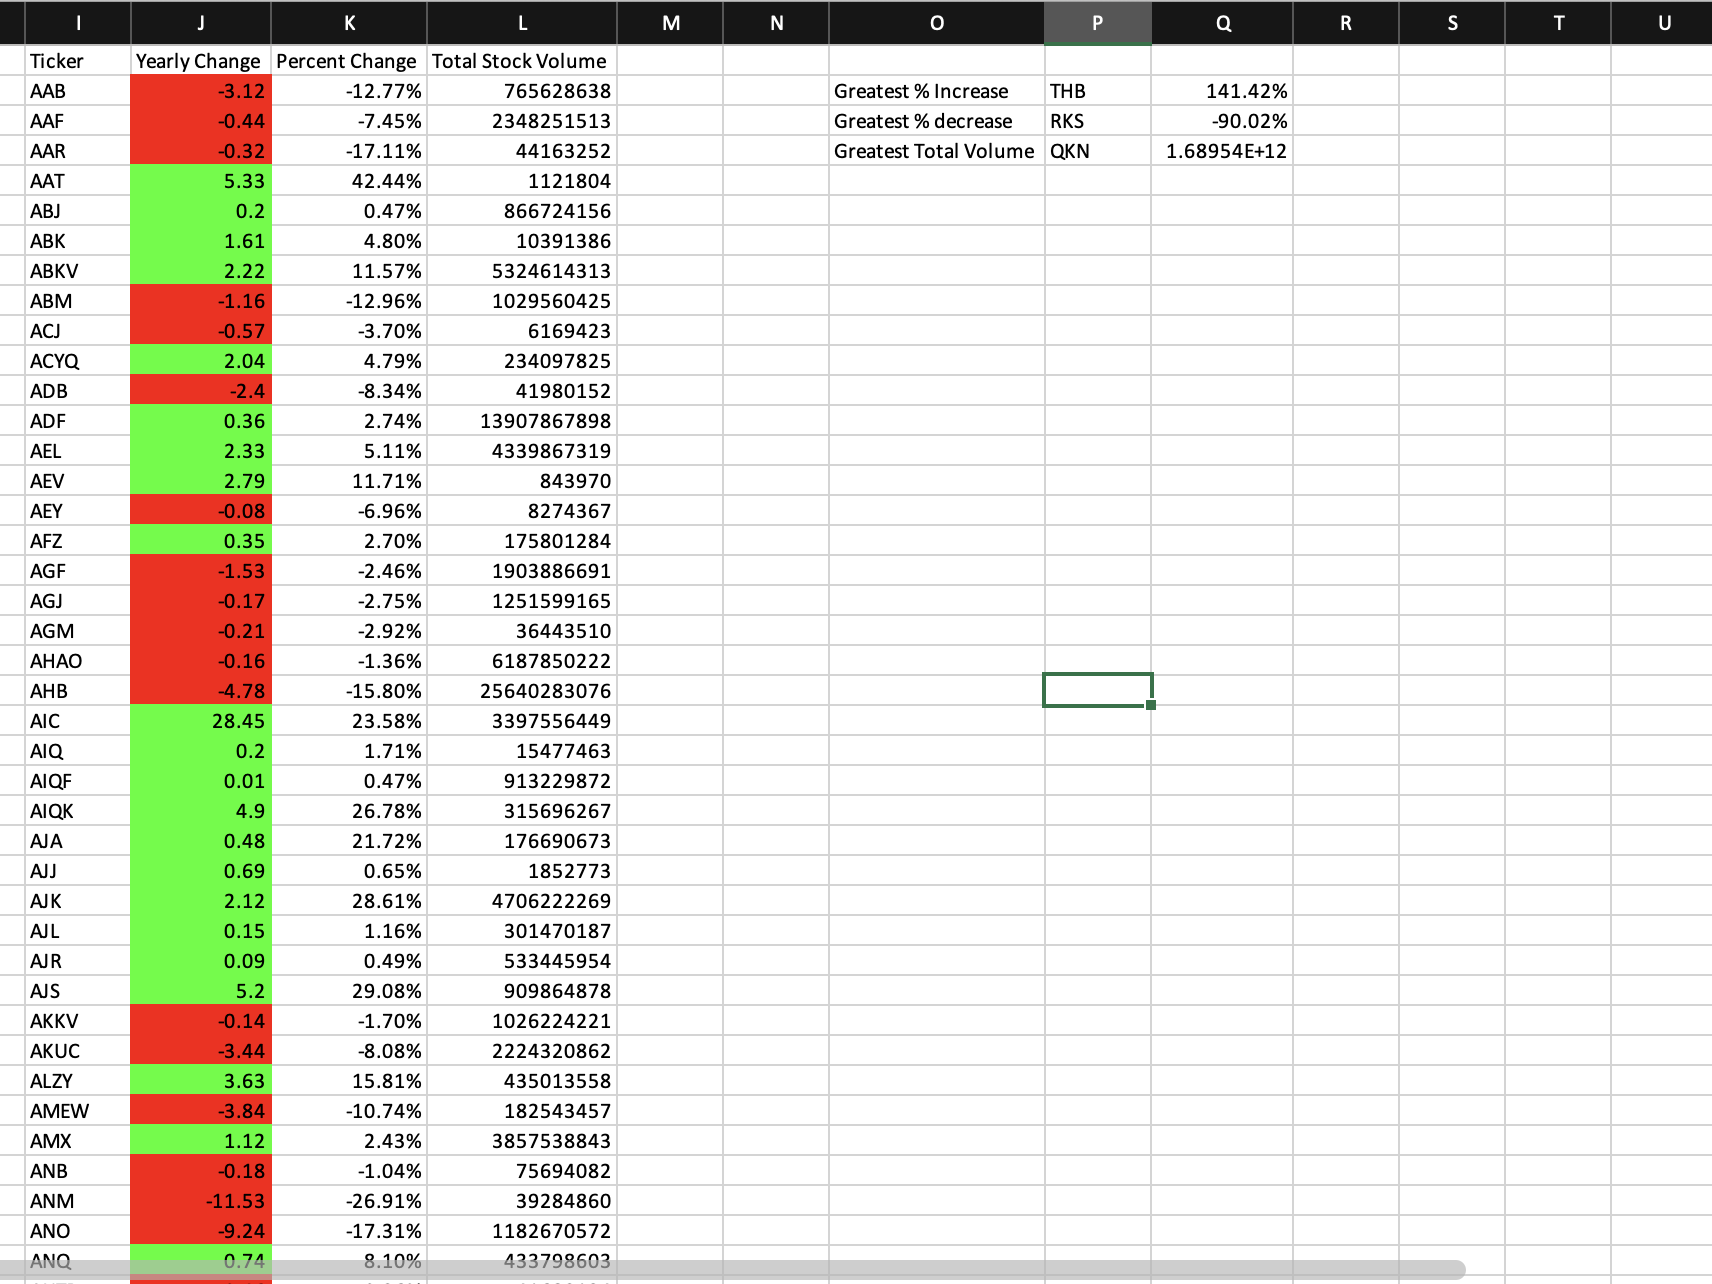 I J K L M N O P Q R S T U
Ticker Yearly Change Percent Change Total Stock Volume
AAB -3.12 -12.77% 765628638 Greatest % Increase THB 141.42%
AAF -0.44 -7.45% 2348251513 Greatest % decrease RKS -90.02%
AAR -0.32 -17.11% 44163252 Greatest Total Volume QKN 1.68954E+12
AAT 5.33 42.44% 1121804
ABJ 0.2 0.47% 866724156
ABK 1.61 4.80% 10391386
ABKV 2.22 11.57% 5324614313
ABM -1.16 -12.96% 1029560425
ACJ -0.57 -3.70% 6169423
ACYQ 2.04 4.79% 234097825
ADB -2.4 -8.34% 41980152
ADF 0.36 2.74% 13907867898
AEL 2.33 5.11% 4339867319
AEV 2.79 11.71% 843970
AEY -0.08 -6.96% 8274367
AFZ 0.35 2.70% 175801284
AGF -1.53 -2.46% 1903886691
AGJ -0.17 -2.75% 1251599165
AGM -0.21 -2.92% 36443510
AHAO -0.16 -1.36% 6187850222
AHB -4.78 -15.80% 25640283076
AIC 28.45 23.58% 3397556449
AIQ 0.2 1.71% 15477463
AIQF 0.01 0.47% 913229872
AIQK 4.9 26.78% 315696267
AJA 0.48 21.72% 176690673
AJJ 0.69 0.65% 1852773
AJK 2.12 28.61% 4706222269
AJL 0.15 1.16% 301470187
AJR 0.09 0.49% 533445954
AJS 5.2 29.08% 909864878
AKKV -0.14 -1.70% 1026224221
AKUC -3.44 -8.08% 2224320862
ALZY 3.63 15.81% 435013558
AMEW -3.84 -10.74% 182543457
AMX 1.12 2.43% 3857538843
ANB -0.18 -1.04% 75694082
ANM -11.53 -26.91% 39284860
ANO -9.24 -17.31% 1182670572
ANQ 0.74 8.10% 433798603